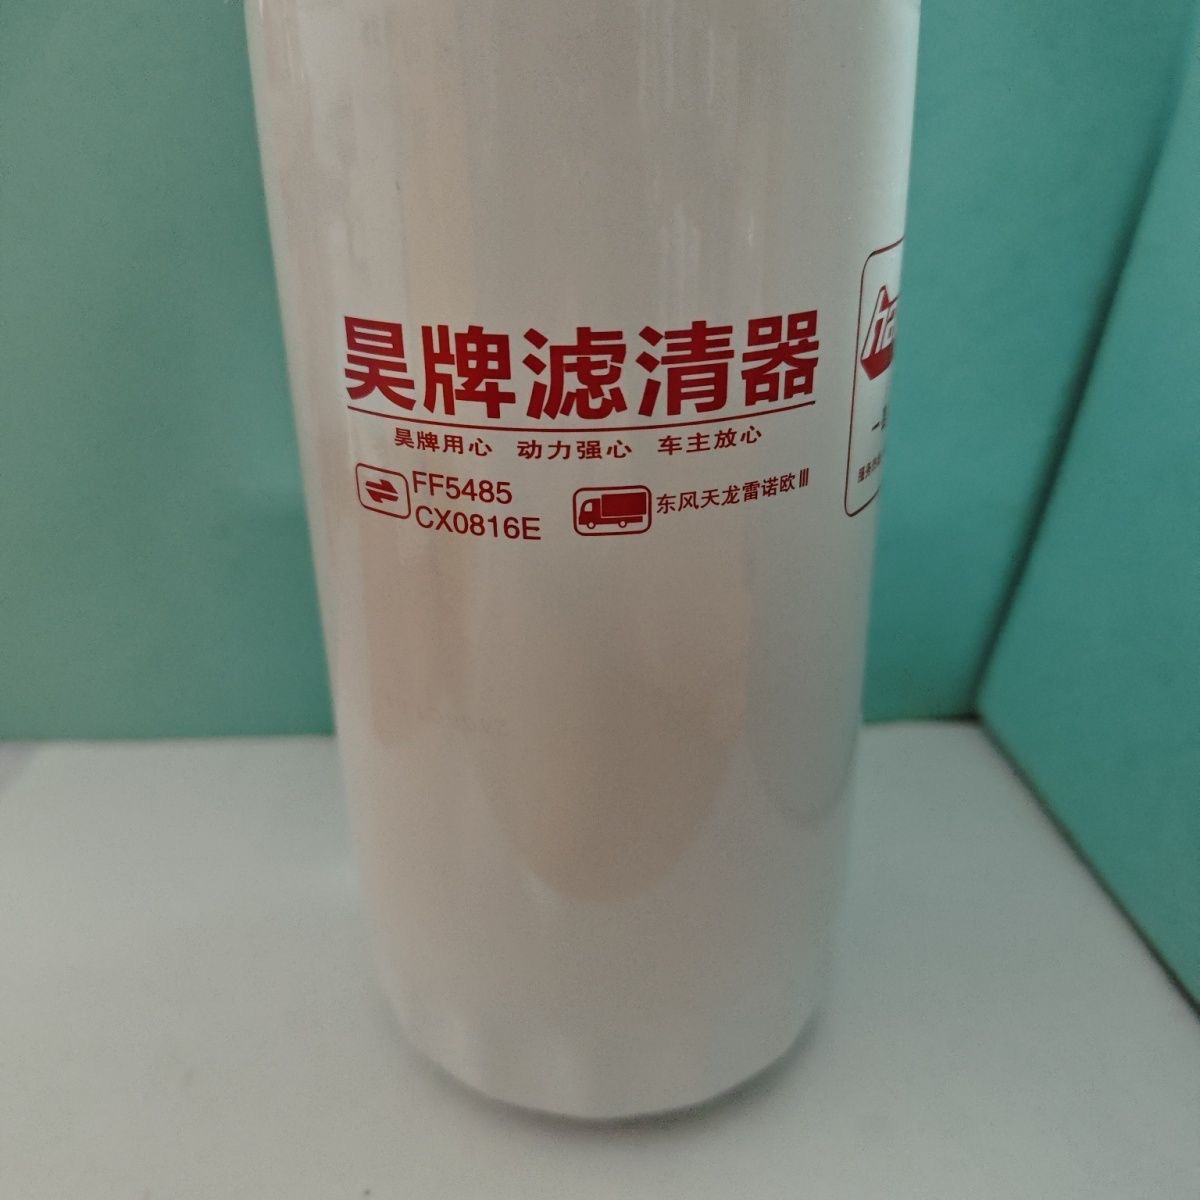 昊牌滤清器
昊牌用心 动力强心 车主放心
FF5485
CX0816E
东风天龙雷诺欧Ⅲ